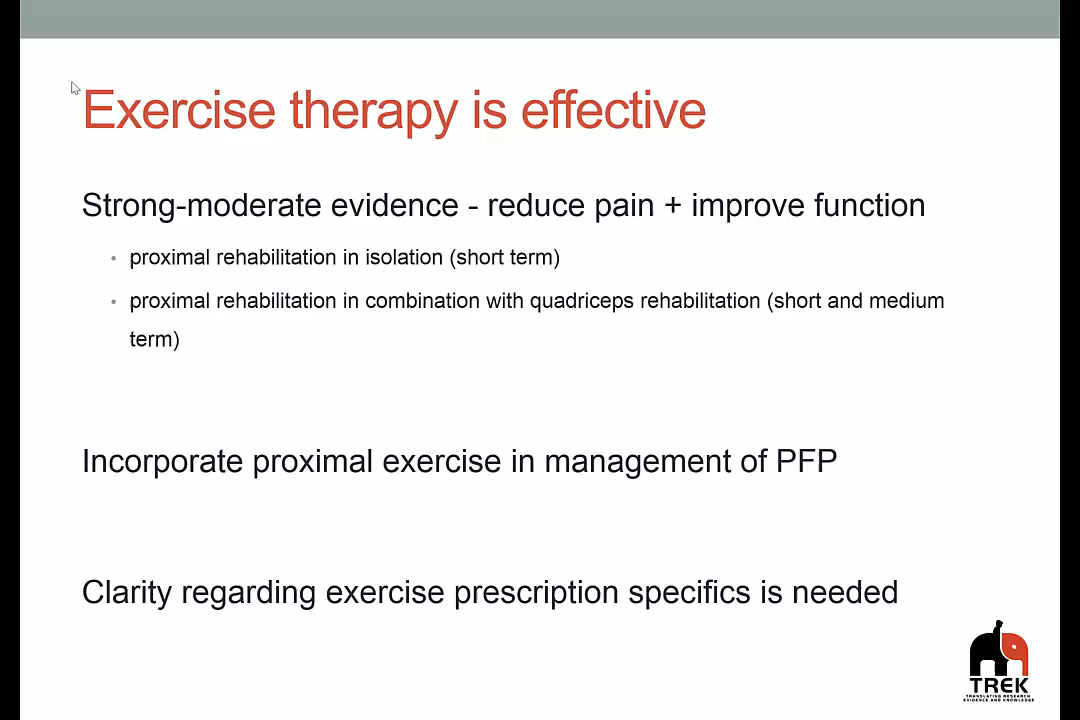 Exercise therapy is effective
Strong-moderate evidence - reduce pain + improve function
• proximal rehabilitation in isolation (short term)
• proximal rehabilitation in combination with quadriceps rehabilitation (short and medium
term)
Incorporate proximal exercise in management of PFP
Clarity regarding exercise prescription specifics is needed
TREK
TRANSLATING RESEARCH
EVIDENCE AND KNOWLEDGE